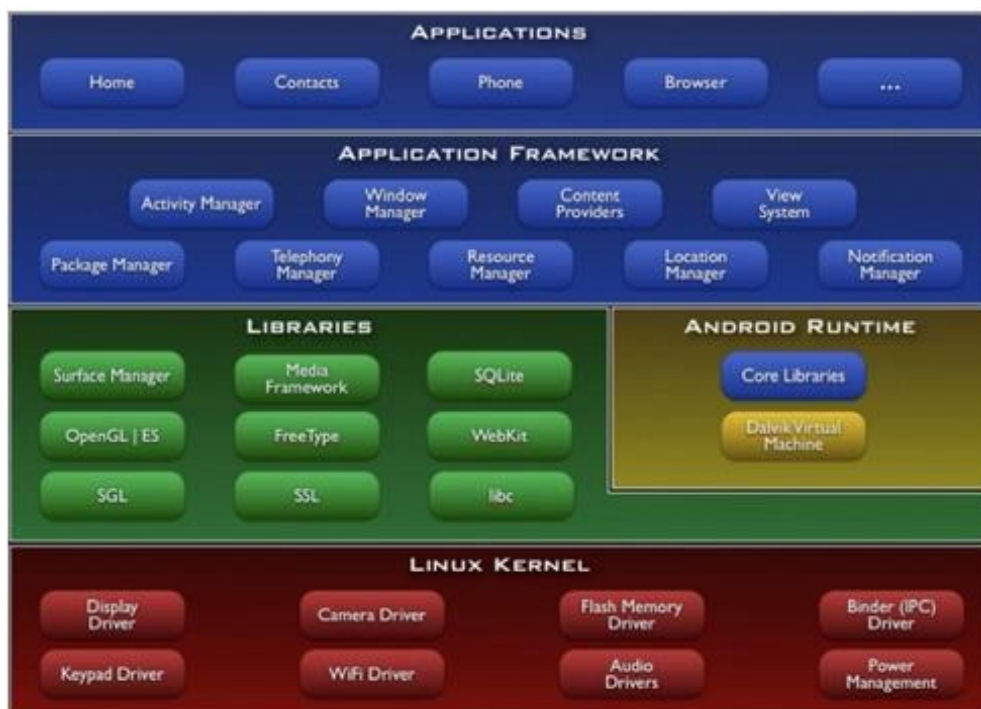 APPLICATIONS
Home Contacts Phone Browser ...
APPLICATION FRAMEWORK
Activity Manager Window Manager Content Providers View System
Package Manager Telephony Manager Resource Manager Location Manager Notification Manager
LIBRARIES
Surface Manager Media Framework SQLite
OpenGL | ES FreeType WebKit
SGL SSL libc
ANDROID RUNTIME
Core Libraries
Dalvik Virtual Machine
LINUX KERNEL
Display Driver Camera Driver Flash Memory Driver Binder (IPC) Driver
Keypad Driver WiFi Driver Audio Drivers Power Management